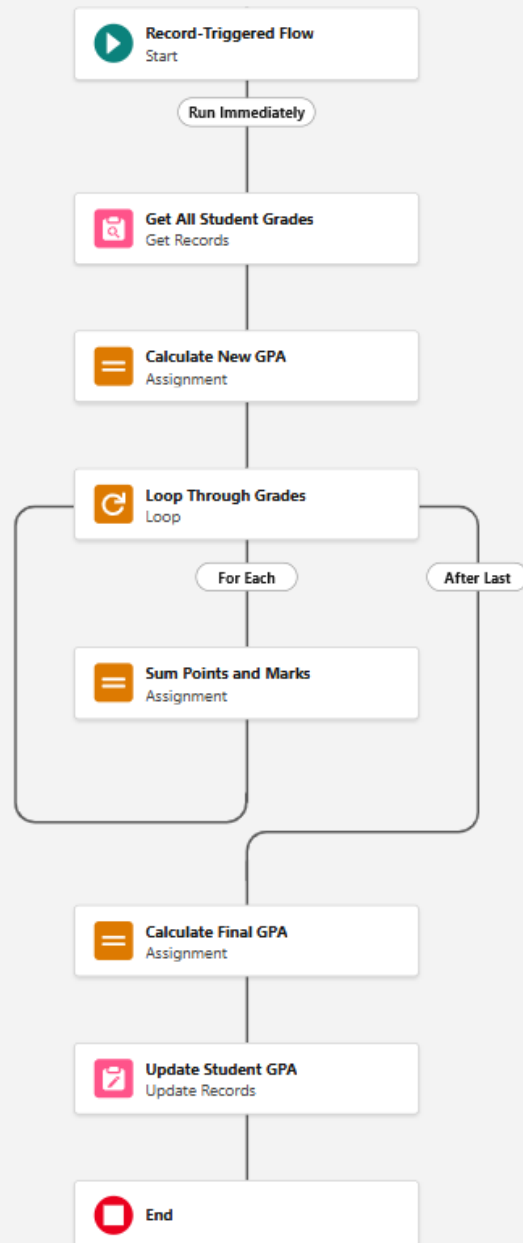 Record-Triggered Flow
Start
Run Immediately
Get All Student Grades
Get Records
Calculate New GPA
Assignment
Loop Through Grades
Loop
For Each
After Last
Sum Points and Marks
Assignment
Calculate Final GPA
Assignment
Update Student GPA
Update Records
End